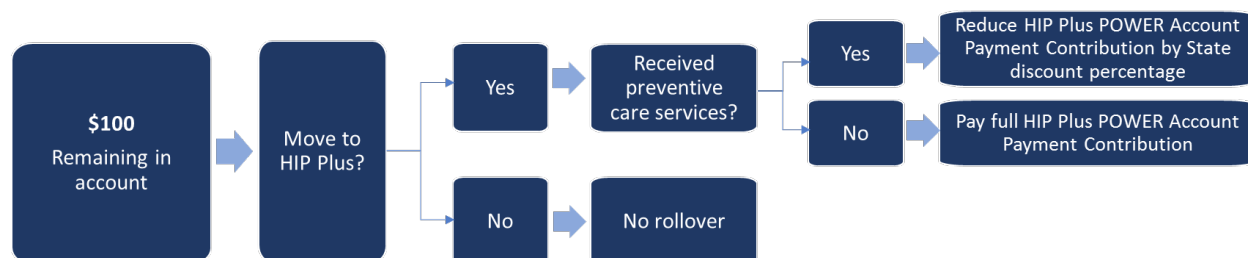 $100
Remaining in
account
Move to
HIP Plus?
Yes
Received
preventive
care services?
Yes
Reduce HIP Plus POWER Account
Payment Contribution by State
discount percentage
No
Pay full HIP Plus POWER Account
Payment Contribution
No
No rollover